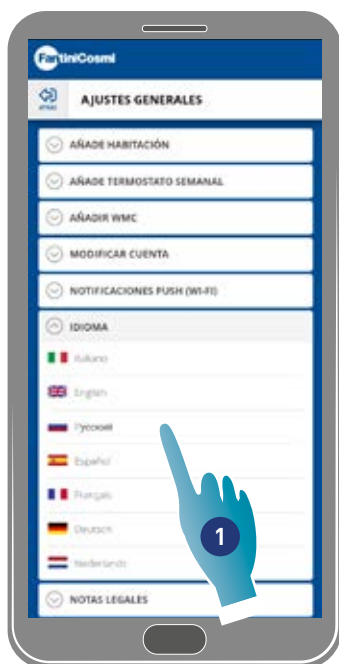 FantiniCosmi
ATRÁS
AJUSTES GENERALES
AÑADE HABITACIÓN
AÑADE TERMOSTATO SEMANAL
AÑADIR WMC
MODIFICAR CUENTA
NOTIFICACIONES PUSH (WI-FI)
IDIOMA
Italiano
English
Русский
Español
Français
Deutsch
Nederlands
1
NOTAS LEGALES